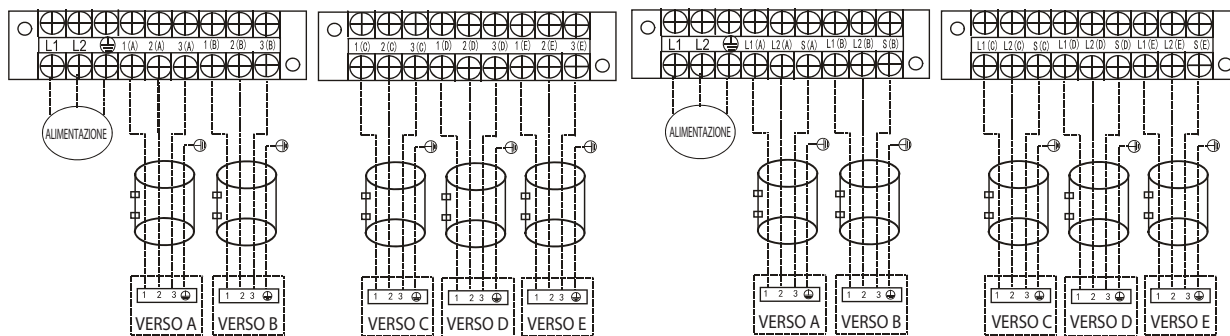 L1 L2 1(A) 2(A) 3(A) 1(B) 2(B) 3(B)
ALIMENTAZIONE
1 2 3
VERSO A
1 2 3
VERSO B
1(C) 2(C) 3(C) 1(D) 2(D) 3(D) 1(E) 2(E) 3(E)
1 2 3
VERSO C
1 2 3
VERSO D
1 2 3
VERSO E
L1 L2 L1(A) L2(A) S(A) L1(B) L2(B) S(B)
ALIMENTAZIONE
1 2 3
VERSO A
1 2 3
VERSO B
L1(C) L2(C) S(C) L1(D) L2(D) S(D) L1(E) L2(E) S(E)
1 2 3
VERSO C
1 2 3
VERSO D
1 2 3
VERSO E